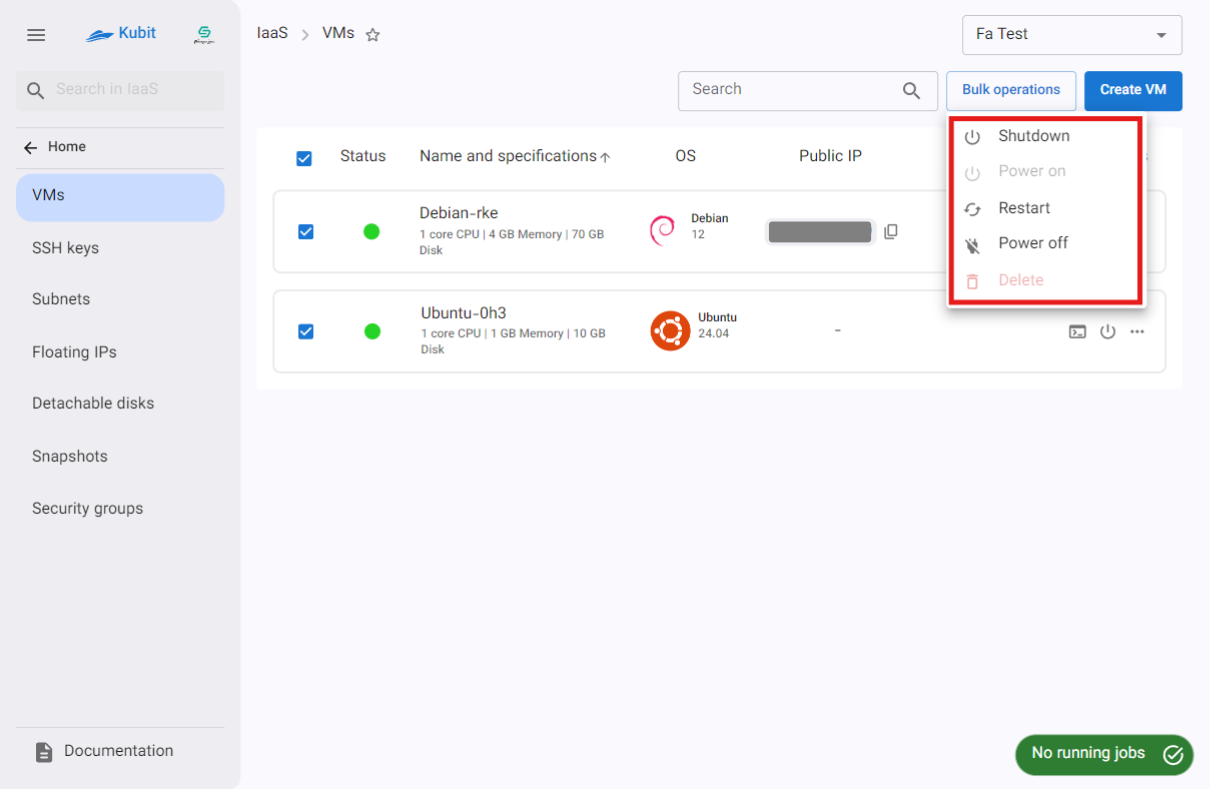 Kubit
IaaS
VMs
Fa Test
Search in IaaS
Search
Bulk operations
Create VM
Home
VMs
SSH keys
Subnets
Floating IPs
Detachable disks
Snapshots
Security groups
Documentation
Status
Name and specifications
OS
Public IP
Debian-rke
1 core CPU | 4 GB Memory | 70 GB
Disk
Debian
12
Ubuntu-0h3
1 core CPU | 1 GB Memory | 10 GB
Disk
Ubuntu
24.04
-
Shutdown
Power on
Restart
Power off
Delete
No running jobs